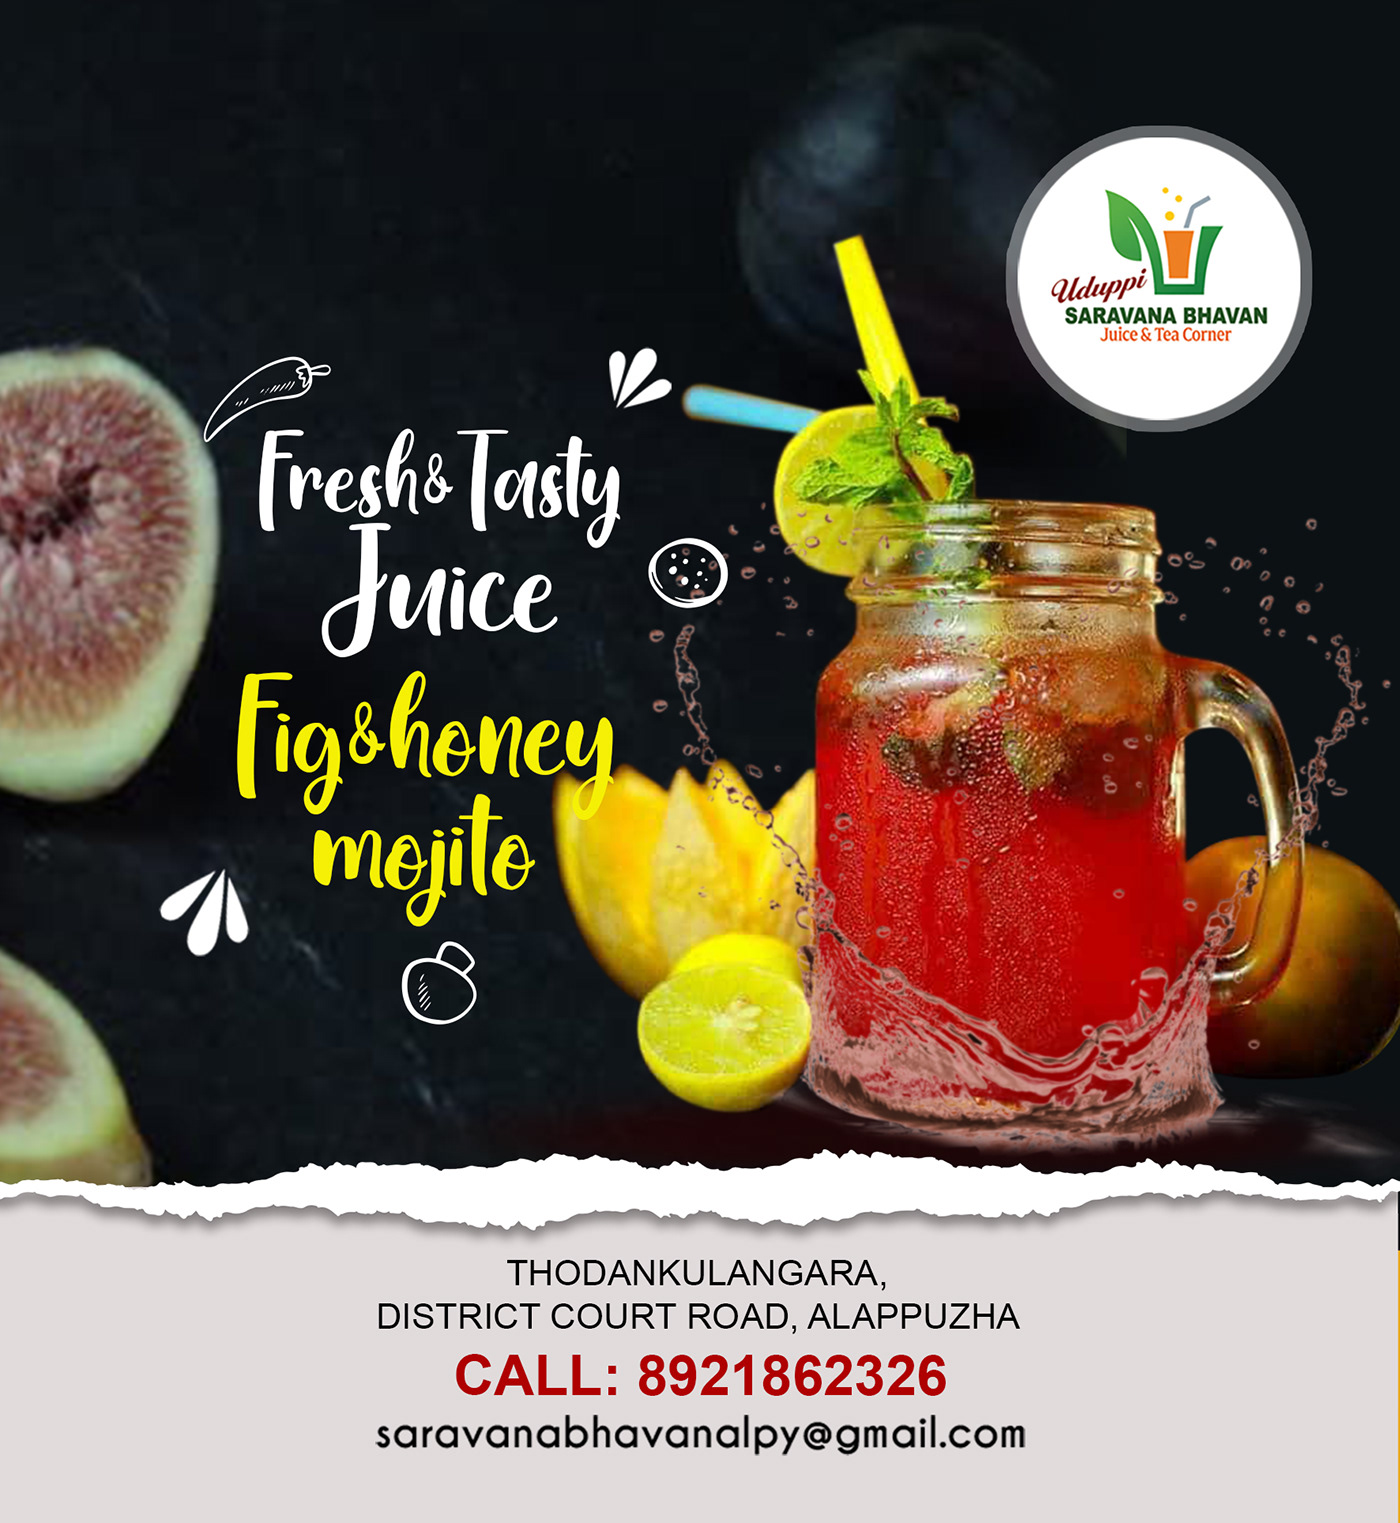 Uduppi
SARAVANA BHAVAN
Juice & Tea Corner
Fresh & Tasty
Juice
Fig & honey
mojito
THODANKULANGARA,
DISTRICT COURT ROAD, ALAPPUZHA
CALL: 8921862326
saravanabhavanalpy@gmail.com